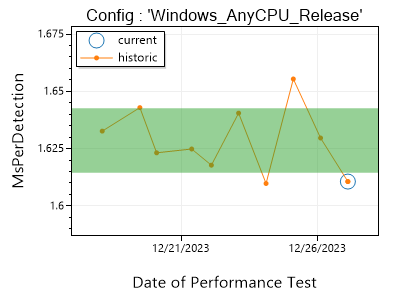 Config : 'Windows_AnyCPU_Release'
1.675
current
historic
1.65
MsPerDetection
1.625
1.6
12/21/2023
12/26/2023
Date of Performance Test